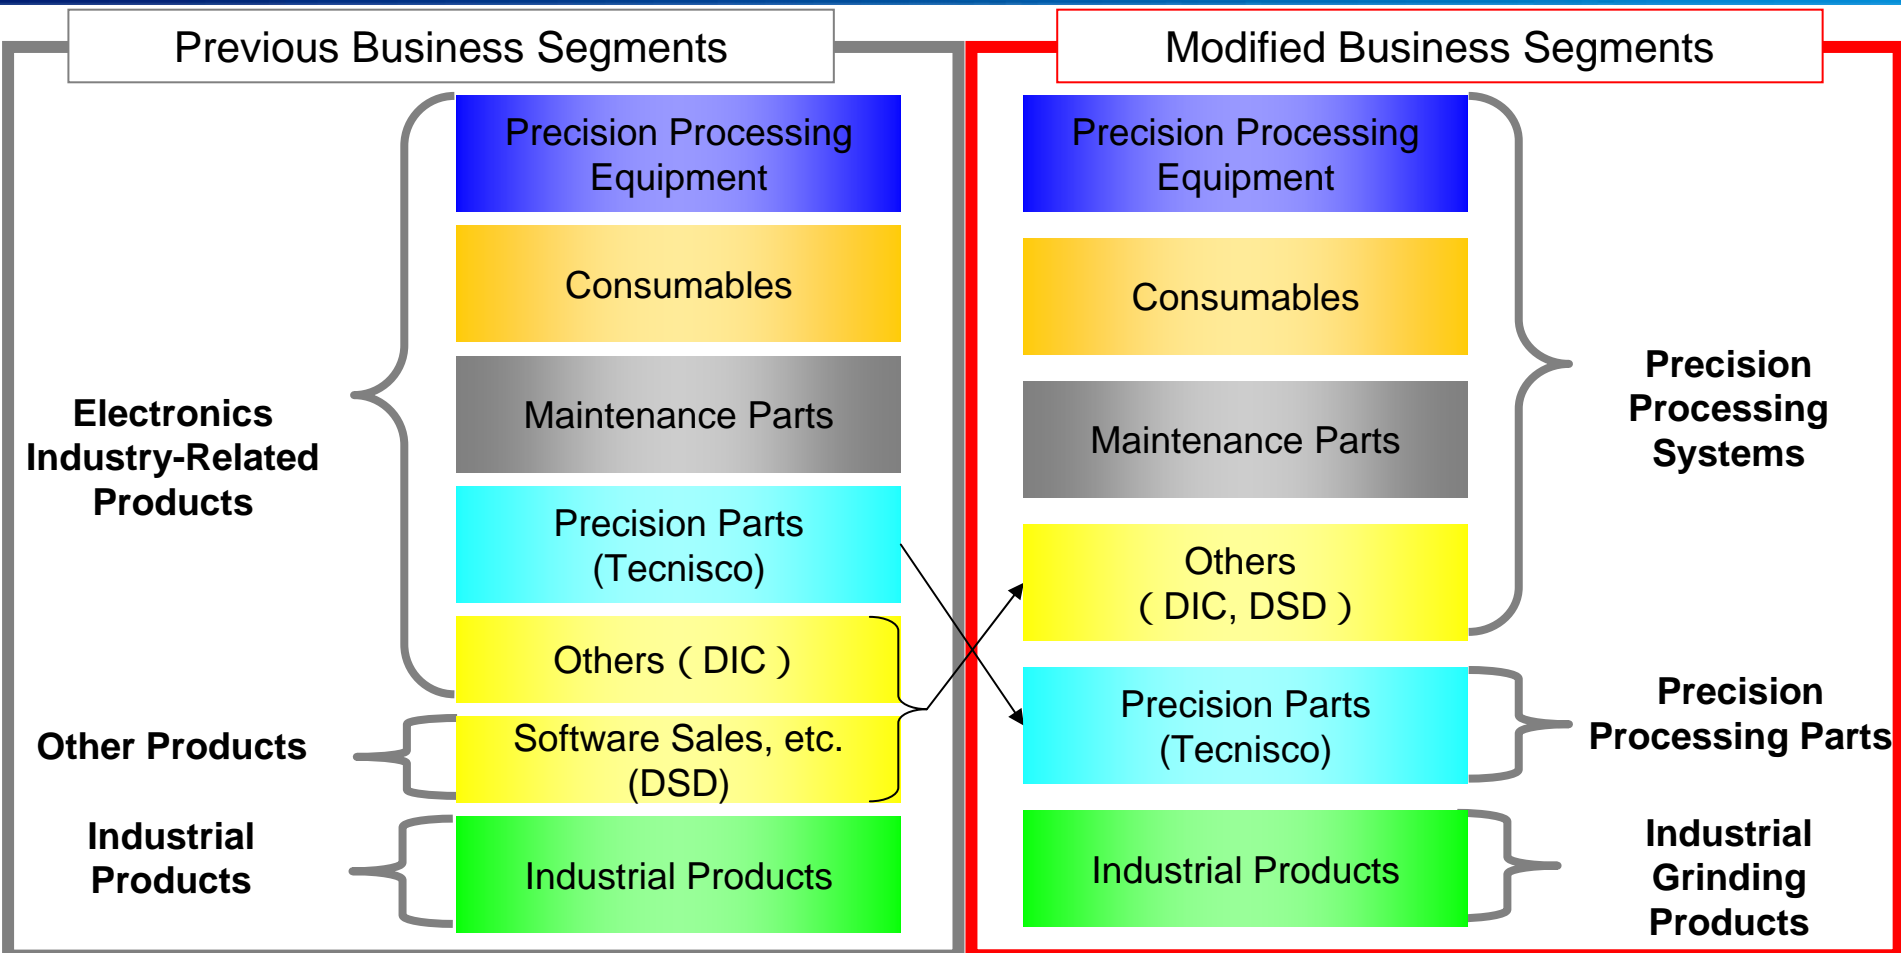 Previous Business Segments
Precision Processing
Equipment
Consumables
Maintenance Parts
Precision Parts
(Tecnisco)
Others ( DIC )
Software Sales, etc.
(DSD)
Industrial Products
Electronics
Industry-Related
Products
Other Products
Industrial
Products
Modified Business Segments
Precision Processing
Equipment
Consumables
Maintenance Parts
Others
( DIC, DSD )
Precision Parts
(Tecnisco)
Industrial Products
Precision
Processing
Systems
Precision
Processing Parts
Industrial
Grinding
Products